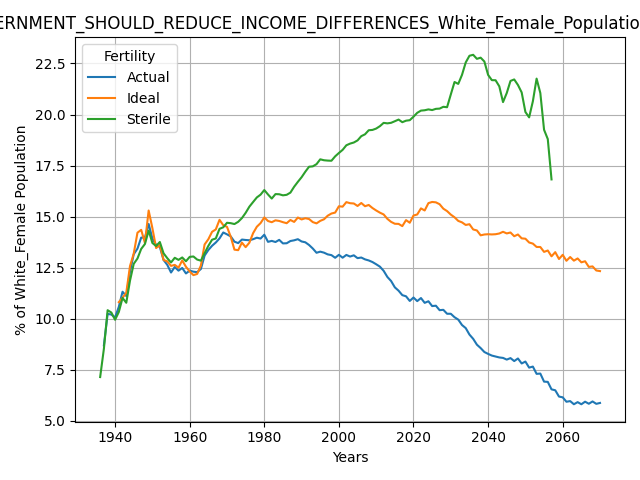 ERNMENT_SHOULD_REDUCE_INCOME_DIFFERENCES_White_Female_Populatio
Fertility
Actual
Ideal
Sterile
22.5
20.0
17.5
15.0
12.5
10.0
7.5
5.0
% of White_Female Population
1940
1960
1980
2000
2020
2040
2060
Years